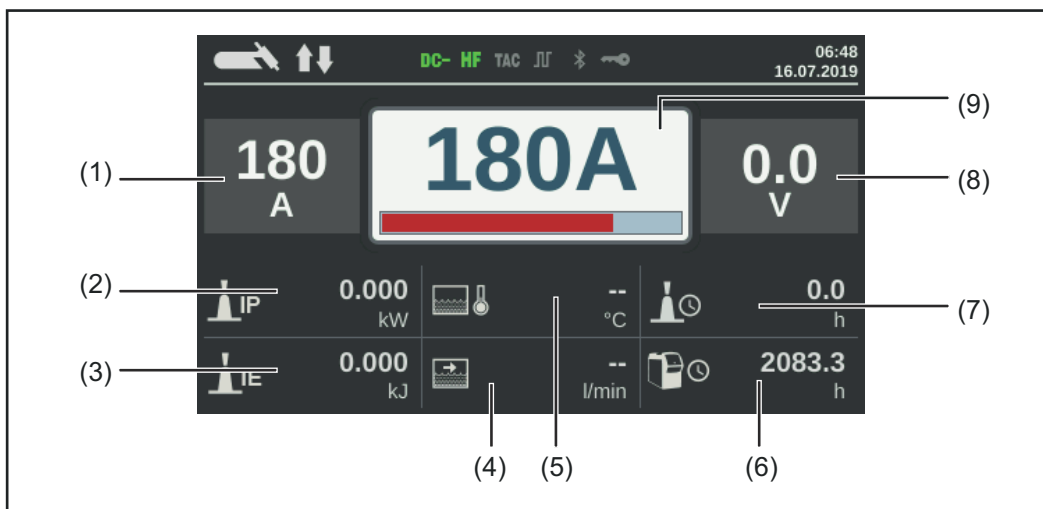 DC- HF TAC
06:48
16.07.2019
(9)
180A
(1)
180
A
0.0
V
(8)
(2)
IP
0.000
kW
--
°C
0.0
h
(7)
(3)
IE
0.000
kJ
--
l/min
2083.3
h
(4)
(5)
(6)